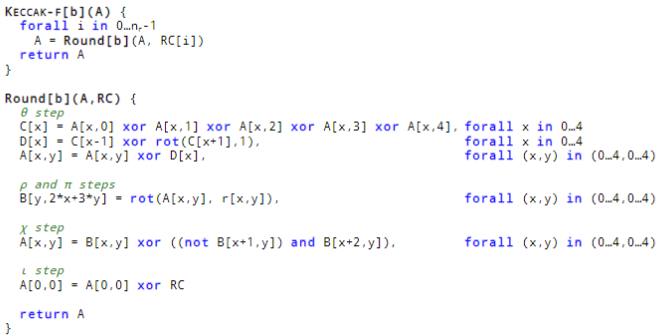 KECCAK-F[b](A) {
forall i in 0…nᵣ-1
A = Round[b](A, RC[i])
return A
}
Round[b](A,RC) {
θ step
C[x] = A[x,0] xor A[x,1] xor A[x,2] xor A[x,3] xor A[x,4], forall x in 0…4
D[x] = C[x-1] xor rot(C[x+1],1), forall x in 0…4
A[x,y] = A[x,y] xor D[x], forall (x,y) in (0…4,0…4)
ρ and π steps
B[y,2*x+3*y] = rot(A[x,y], r[x,y]), forall (x,y) in (0…4,0…4)
χ step
A[x,y] = B[x,y] xor ((not B[x+1,y]) and B[x+2,y]), forall (x,y) in (0…4,0…4)
ι step
A[0,0] = A[0,0] xor RC
return A
}